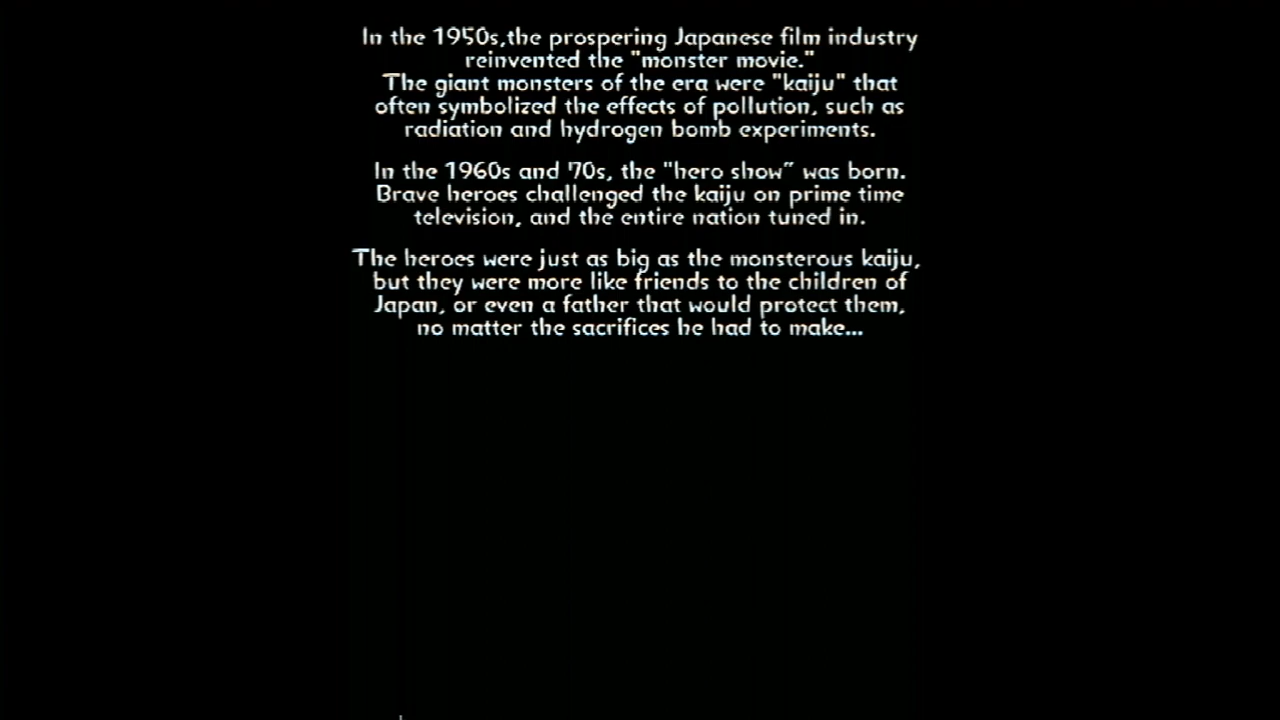 In the 1950s,the prospering Japanese film industry
reinvented the "monster movie."
The giant monsters of the era were "kaiju" that
often symbolized the effects of pollution, such as
radiation and hydrogen bomb experiments.
In the 1960s and '70s, the "hero show" was born.
Brave heroes challenged the kaiju on prime time
television, and the entire nation tuned in.
The heroes were just as big as the monsterous kaiju,
but they were more like friends to the children of
Japan, or even a father that would protect them,
no matter the sacrifices he had to make...